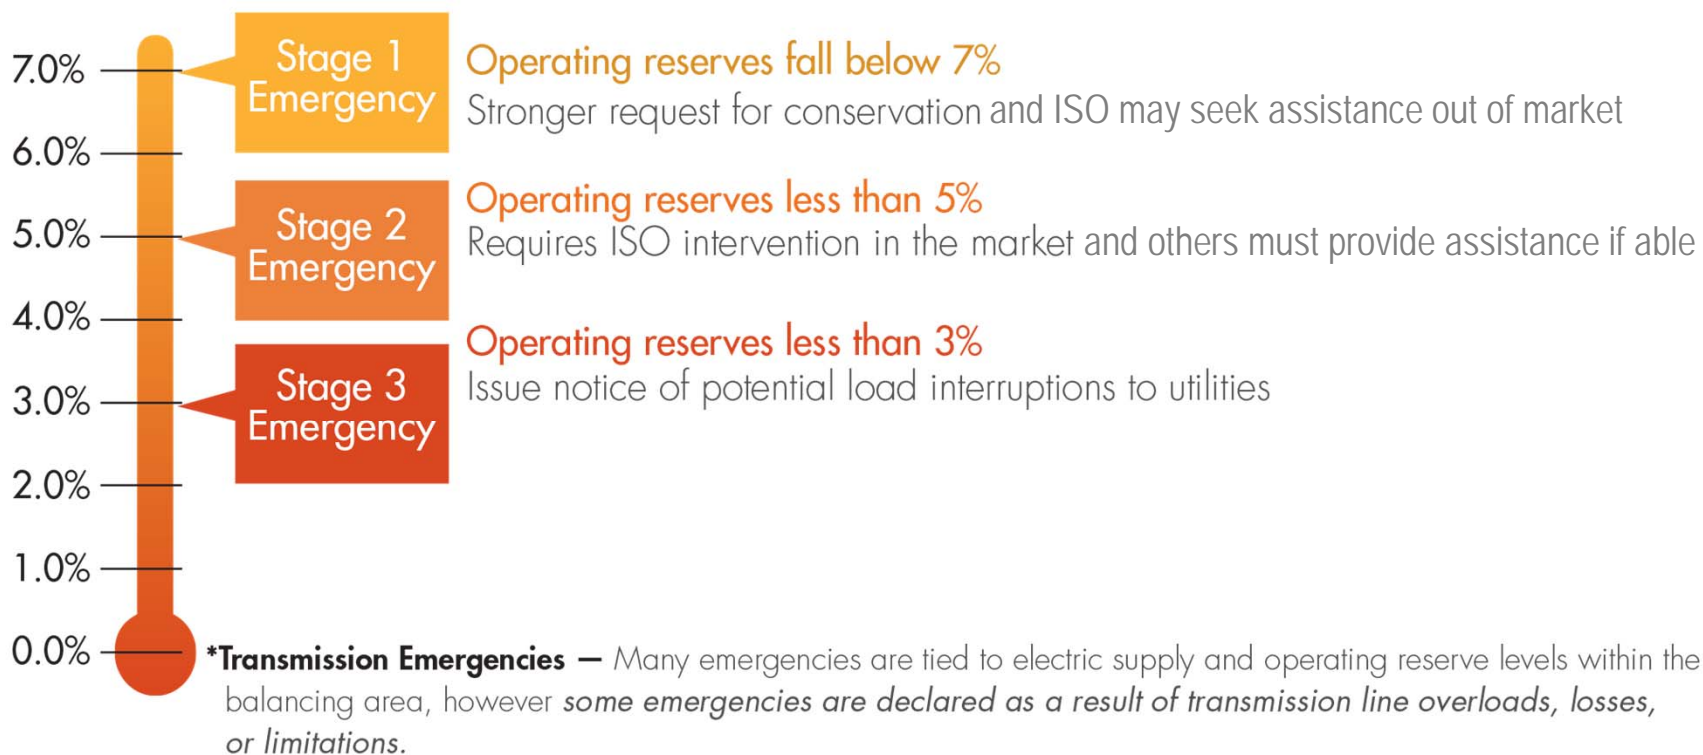 7.0%
Stage 1
Emergency
Operating reserves fall below 7%
Stronger request for conservation and ISO may seek assistance out of market
6.0%
5.0%
Stage 2
Emergency
Operating reserves less than 5%
Requires ISO intervention in the market and others must provide assistance if able
4.0%
3.0%
Stage 3
Emergency
Operating reserves less than 3%
Issue notice of potential load interruptions to utilities
2.0%
1.0%
0.0%
*Transmission Emergencies — Many emergencies are tied to electric supply and operating reserve levels within the
balancing area, however some emergencies are declared as a result of transmission line overloads, losses,
or limitations.